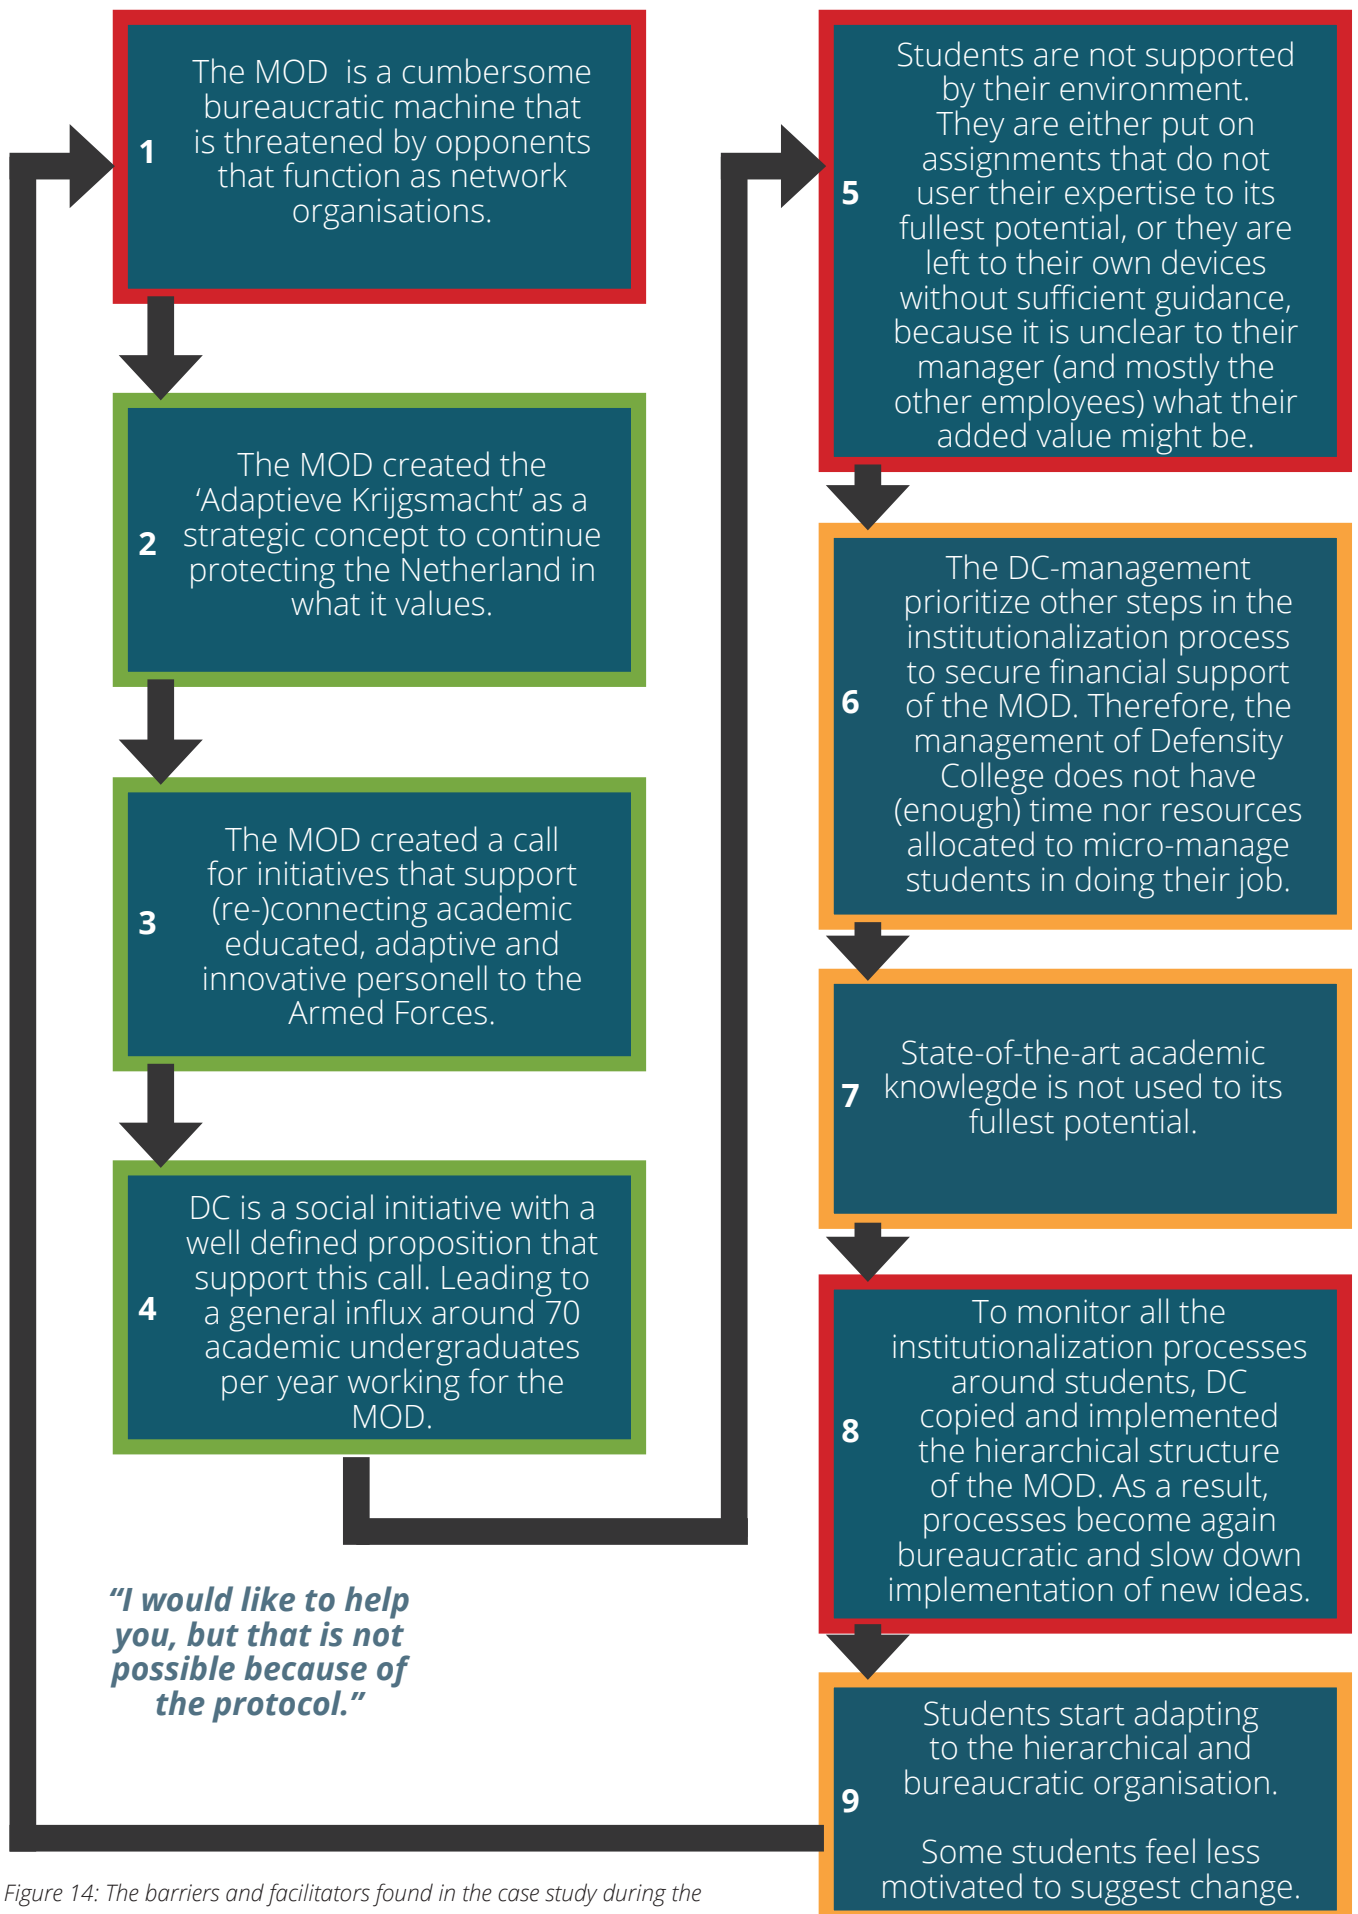 1
The MOD  is a cumbersome
bureaucratic machine that
is threatened by opponents
that function as network
organisations.
2
The MOD created the
‘Adaptieve Krijgsmacht’ as a
strategic concept to continue
protecting the Netherland in
what it values.
3
The MOD created a call
for initiatives that support
(re-)connecting academic
educated, adaptive and
innovative personell to the
Armed Forces.
4
DC is a social initiative with a
well defined proposition that
support this call. Leading to
a general influx around 70
academic undergraduates
per year working for the
MOD.
“I would like to help
you, but that is not
possible because of
the protocol.”
5
Students are not supported
by their environment.
They are either put on
assignments that do not
user their expertise to its
fullest potential, or they are
left to their own devices
without sufficient guidance,
because it is unclear to their
manager (and mostly the
other employees) what their
added value might be.
6
The DC-management
prioritize other steps in the
institutionalization process
to secure financial support
of the MOD. Therefore, the
management of Defensity
College does not have
(enough) time nor resources
allocated to micro-manage
students in doing their job.
7
State-of-the-art academic
knowlegde is not used to its
fullest potential.
8
To monitor all the
institutionalization processes
around students, DC
copied and implemented
the hierarchical structure
of the MOD. As a result,
processes become again
bureaucratic and slow down
implementation of new ideas.
9
Students start adapting
to the hierarchical and
bureaucratic organisation.
Some students feel less
motivated to suggest change.
Figure 14: The barriers and facilitators found in the case study during the